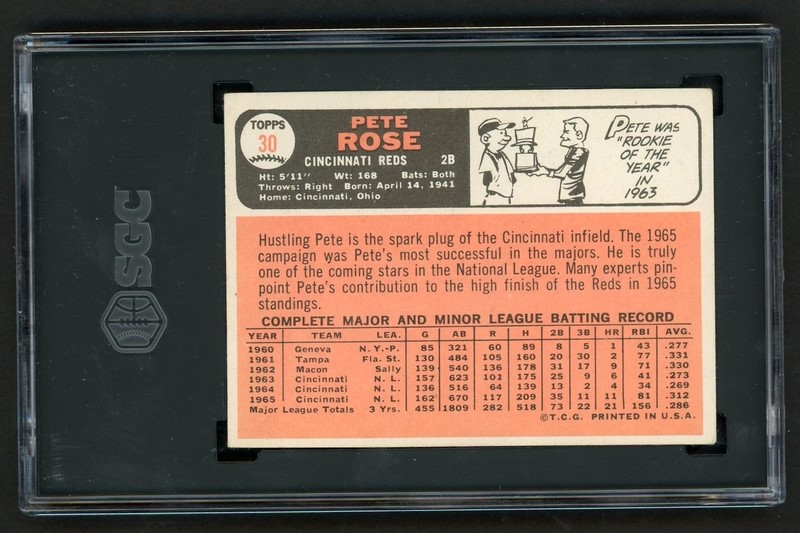 SGC
TOPPS
30
PETE
ROSE
CINCINNATI REDS 2B
Ht: 5'11" Wt: 168 Bats: Both
Throws: Right Born: April 14, 1941
Home: Cincinnati, Ohio
PETE WAS
"ROOKIE
OF THE
YEAR"
IN
1963
Hustling Pete is the spark plug of the Cincinnati infield. The 1965
campaign was Pete's most successful in the majors. He is truly
one of the coming stars in the National League. Many experts pin-
point Pete's contribution to the high finish of the Reds in 1965
standings.
COMPLETE MAJOR AND MINOR LEAGUE BATTING RECORD
YEAR TEAM LEA. G AB R H 2B 3B HR RBI AVG.
1960 Geneva N.Y.-P. 85 321 60 89 8 5 1 43 .277
1961 Tampa Fla. St. 130 484 105 160 20 30 2 77 .331
1962 Macon Sally 139 540 136 178 31 17 9 71 .330
1963 Cincinnati N. L. 157 623 101 175 25 9 6 41 .273
1964 Cincinnati N. L. 136 516 64 139 13 2 4 34 .269
1965 Cincinnati N. L. 162 670 117 209 35 11 11 81 .312
Major League Totals 3 Yrs. 455 1809 282 518 73 22 21 156 .286
©T.C.G. PRINTED IN U.S.A.